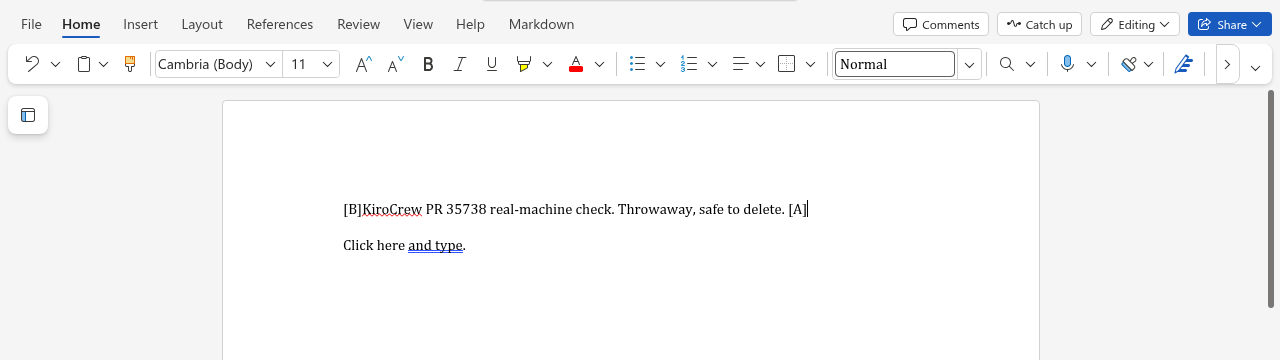 File Home Insert Layout References Review View Help Markdown Comments Catch up Editing Share
Cambria (Body) 11 A A B I U A Normal
[B]KiroCrew PR 35738 real-machine check. Throwaway, safe to delete. [A]
Click here and type.